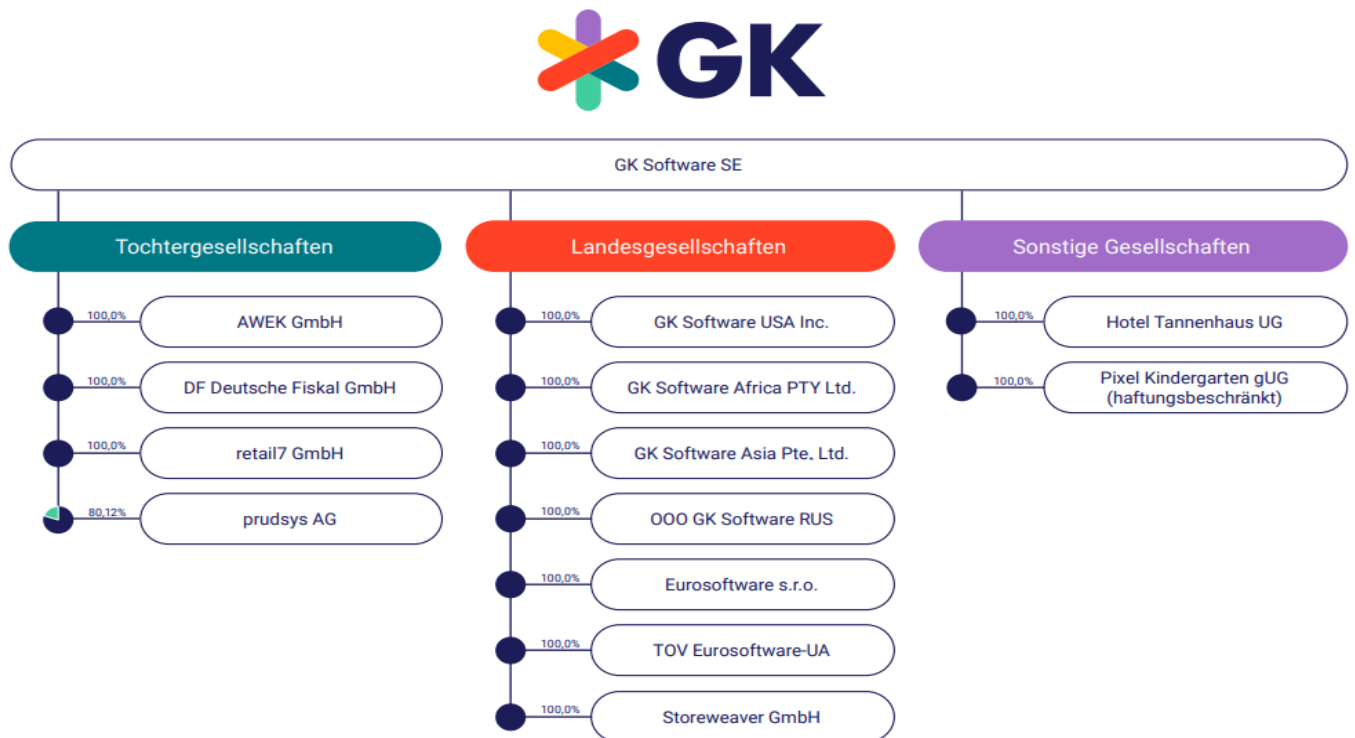 GK
GK Software SE
Tochtergesellschaften
100,0%
AWEK GmbH
100,0%
DF Deutsche Fiskal GmbH
100,0%
retail7 GmbH
80,12%
prudsys AG
Landesgesellschaften
100,0%
GK Software USA Inc.
100,0%
GK Software Africa PTY Ltd.
100,0%
GK Software Asia Pte. Ltd.
100,0%
OOO GK Software RUS
100,0%
Eurosoftware s.r.o.
100,0%
TOV Eurosoftware-UA
100,0%
Storeweaver GmbH
Sonstige Gesellschaften
100,0%
Hotel Tannenhaus UG
100,0%
Pixel Kindergarten gUG
(haftungsbeschränkt)